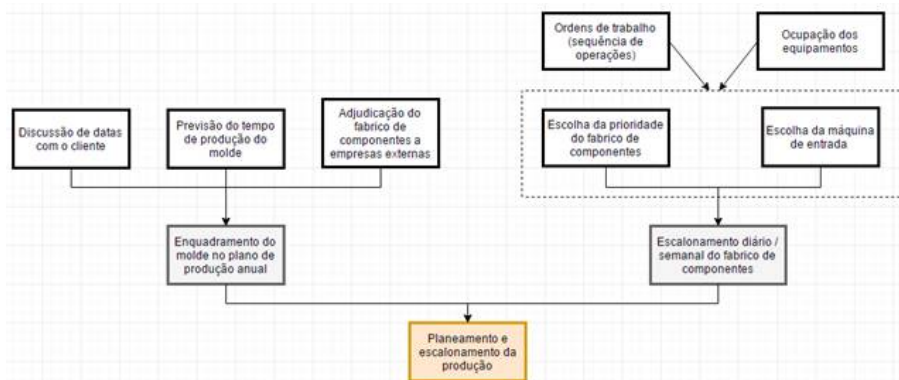 Ordens de trabalho
(sequência de
operações)
Ocupação dos
equipamentos
Discussão de datas
com o cliente
Previsão do tempo
de produção do
molde
Adjudicação do
fabrico de
componentes a
empresas externas
Escolha da prioridade
do fabrico de
componentes
Escolha da máquina
de entrada
Enquadramento do
molde no plano de
produção anual
Escalonamento diário /
semanal do fabrico de
componentes
Planeamento e
escalonamento da
produção